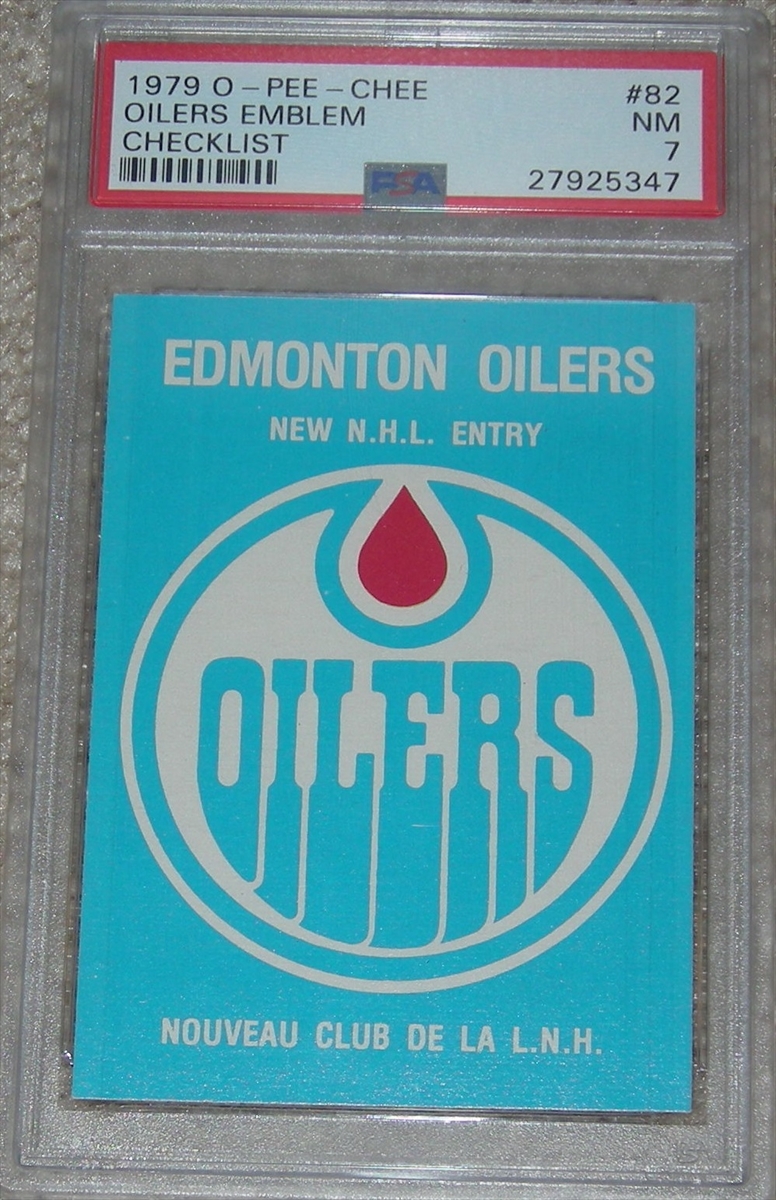 1979 O - PEE - CHEE #82
OILERS EMBLEM NM
CHECKLIST 7
PSA 27925347
EDMONTON OILERS
NEW N.H.L. ENTRY
OILERS
NOUVEAU CLUB DE LA L.N.H.